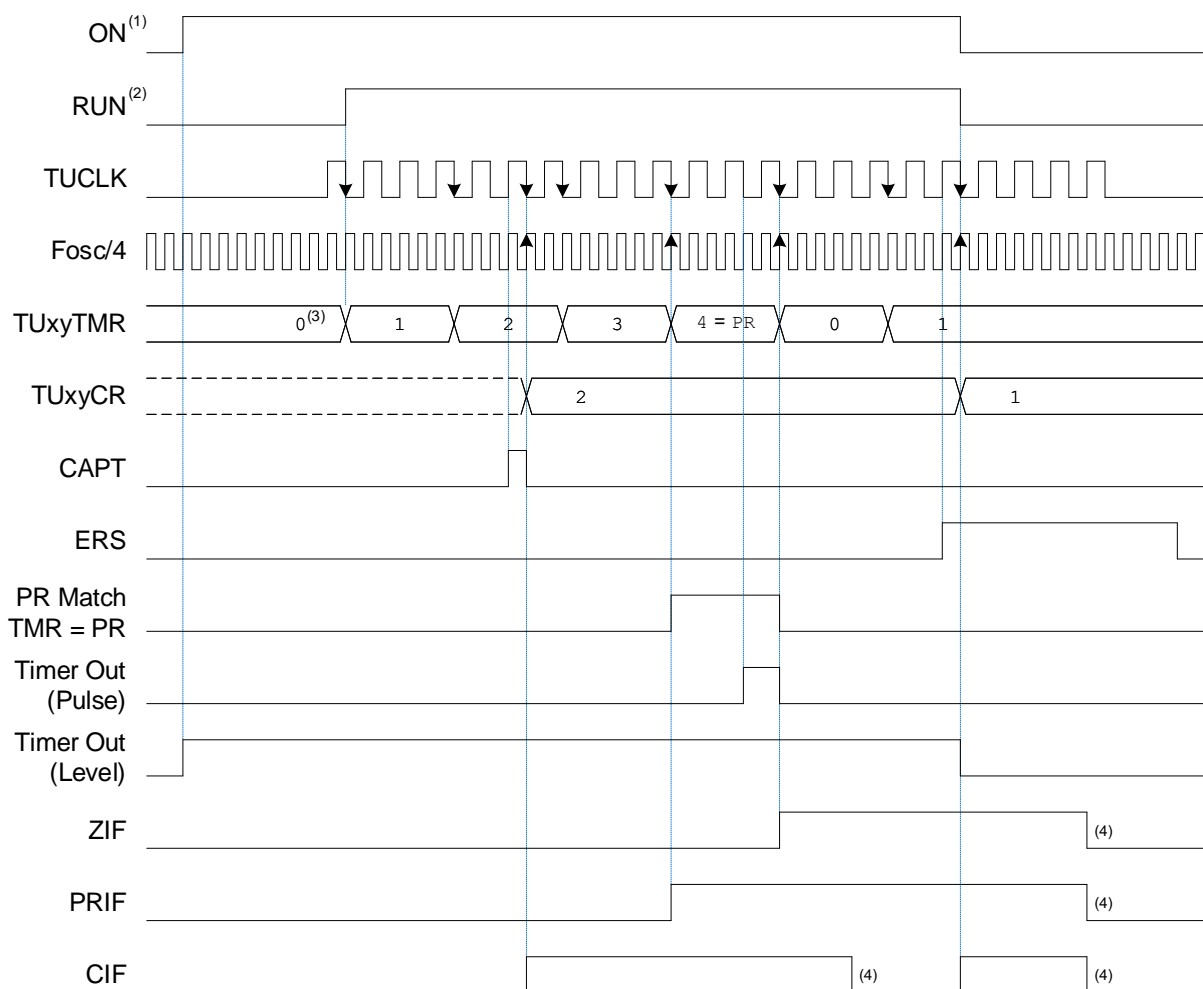 ON(1)
RUN(2)
TUCLK
Fosc/4
TUxyTMR
0(3) 1 2 3 4 = PR 0 1
TUxyCR
2 1
CAPT
ERS
PR Match
TMR = PR
Timer Out
(Pulse)
Timer Out
(Level)
ZIF
(4)
PRIF
(4)
CIF
(4) (4)